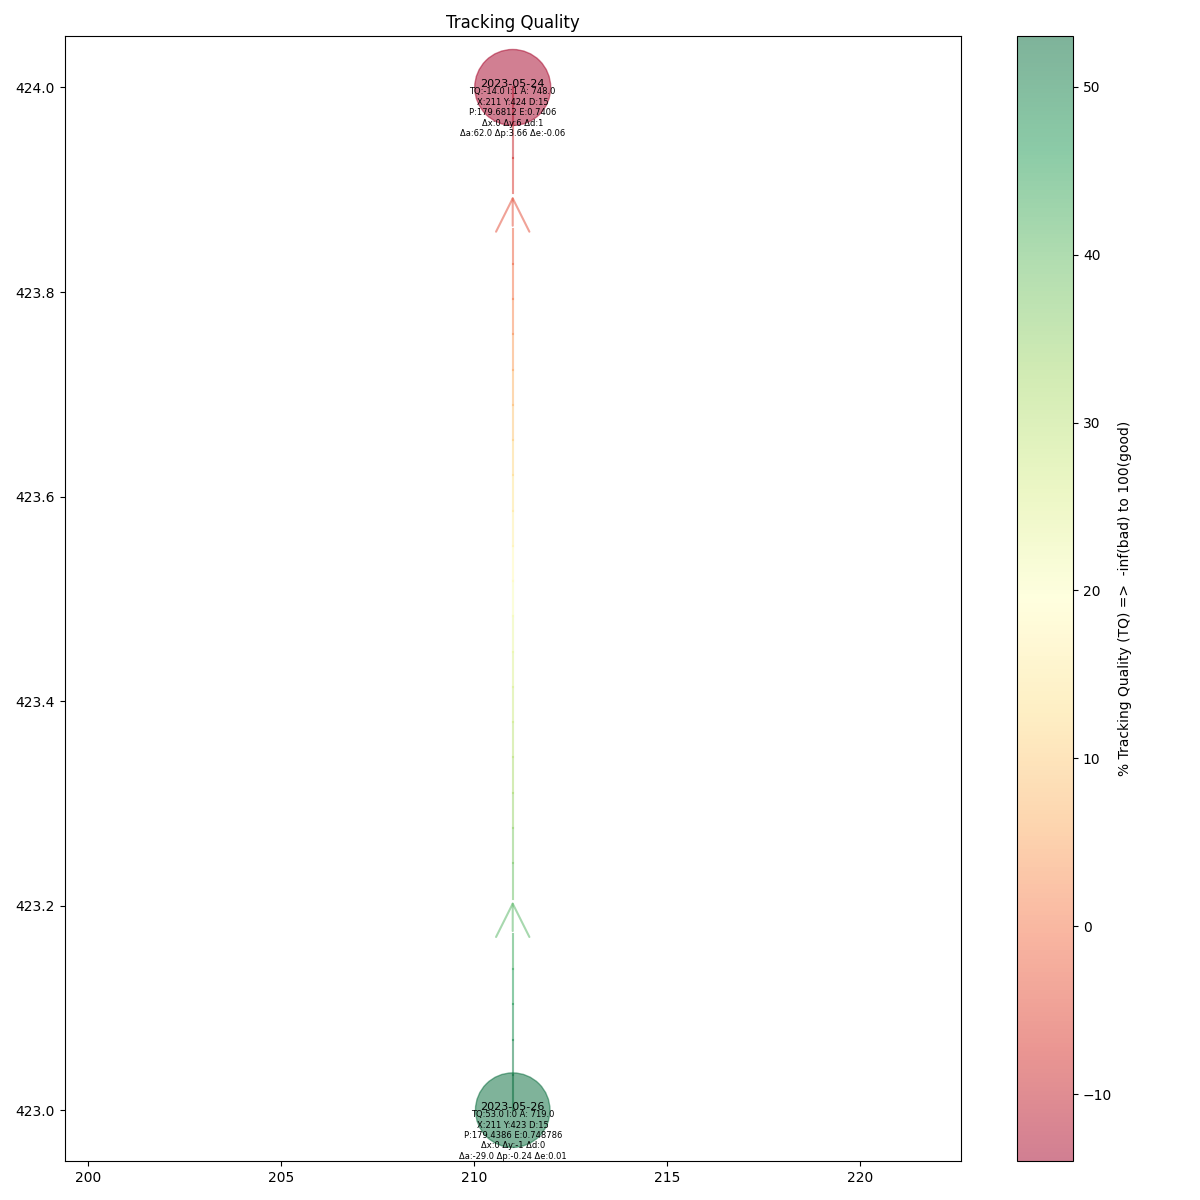 Tracking Quality
424.0
423.8
423.6
423.4
423.2
423.0
2023-05-24
TQ:-14.0 I:1 A: 748.0
X:211 Y:424 D:15
P:179.6812 E:0.7406
Δx:0 Δy:6 Δd:1
Δa:62.0 Δp:3.66 Δe:-0.06
2023-05-26
TQ:53.0 I:0 A: 719.0
X:211 Y:423 D:15
P:179.4386 E:0.748786
Δx:0 Δy:-1 Δd:0
Δa:-29.0 Δp:-0.24 Δe:0.01
200
205
210
215
220
50
40
30
20
10
0
−10
% Tracking Quality (TQ) => -inf(bad) to 100(good)